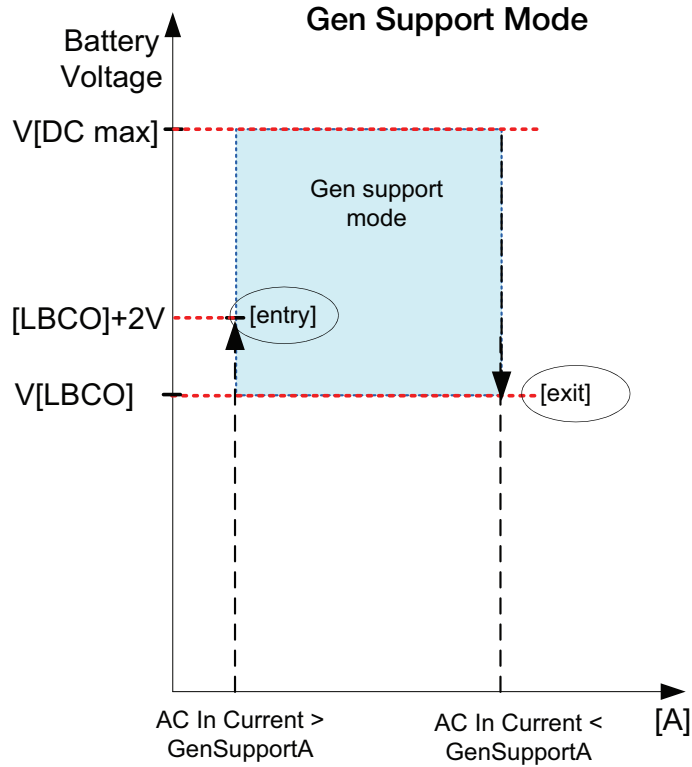 Gen Support Mode
Battery
Voltage
V[DC max]
Gen support
mode
[LBCO]+2V
[entry]
V[LBCO]
[exit]
AC In Current >
GenSupportA
AC In Current <
GenSupportA
[A]